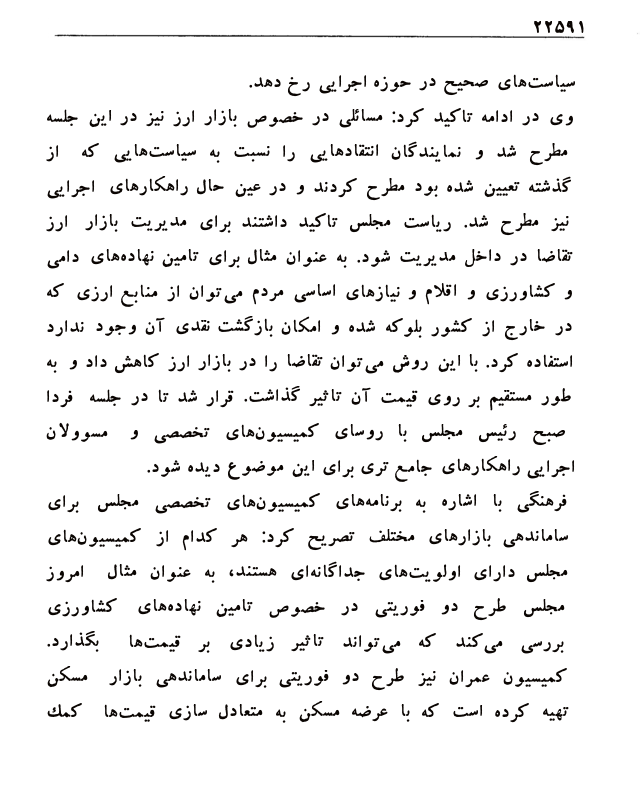 ۲۲۵۹۱
سیاست‌های صحیح در حوزه اجرایی رخ دهد.
وی در ادامه تاکید کرد: مسائلی در خصوص بازار ارز نیز در این جلسه
مطرح شد و نمایندگان انتقادهایی را نسبت به سیاست‌هایی که از
گذشته تعیین شده بود مطرح کردند و در عین حال راهکارهای اجرایی
نیز مطرح شد. ریاست مجلس تاکید داشتند برای مدیریت بازار ارز
تقاضا در داخل مدیریت شود. به عنوان مثال برای تامین نهاده‌های دامی
و کشاورزی و اقلام و نیازهای اساسی مردم می‌توان از منابع ارزی که
در خارج از کشور بلوکه شده و امکان بازگشت نقدی آن وجود ندارد
استفاده کرد. با این روش می‌توان تقاضا را در بازار ارز کاهش داد و به
طور مستقیم بر روی قیمت آن تاثیر گذاشت. قرار شد تا در جلسه فردا
صبح رئیس مجلس با روسای کمیسیون‌های تخصصی و مسوولان
اجرایی راهکارهای جامع تری برای این موضوع دیده شود.
فرهنگی با اشاره به برنامه‌های کمیسیون‌های تخصصی مجلس برای
ساماندهی بازارهای مختلف تصریح کرد: هر کدام از کمیسیون‌های
مجلس دارای اولویت‌های جداگانه‌ای هستند، به عنوان مثال امروز
مجلس طرح دو فوریتی در خصوص تامین نهاده‌های کشاورزی
بررسی می‌کند که می‌تواند تاثیر زیادی بر قیمت‌ها بگذارد.
کمیسیون عمران نیز طرح دو فوریتی برای ساماندهی بازار مسکن
تهیه کرده است که با عرضه مسکن به متعادل سازی قیمت‌ها کمك